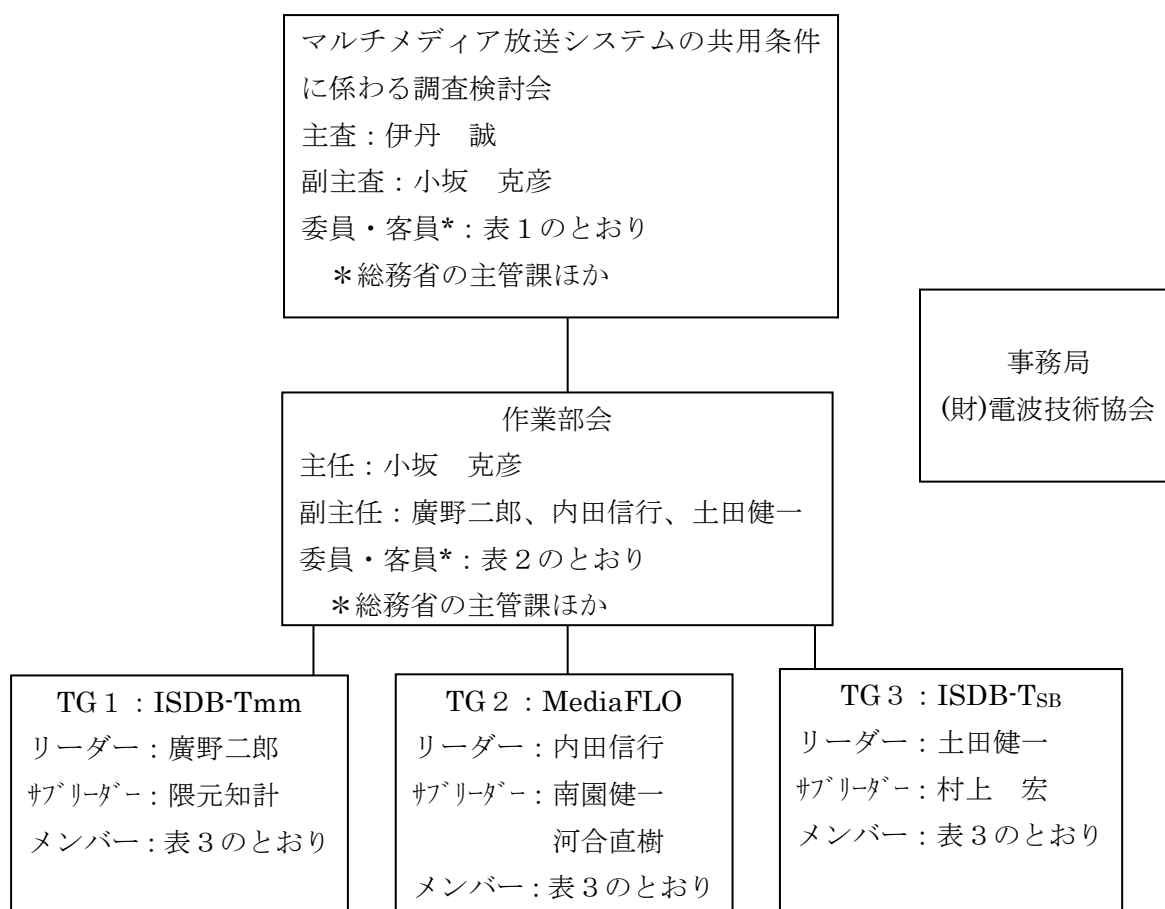 マルチメディア放送システムの共用条件
に係わる調査検討会
主査：伊丹　誠
副主査：小坂　克彦
委員・客員*：表１のとおり
＊総務省の主管課ほか
事務局
(財)電波技術協会
作業部会
主任：小坂　克彦
副主任：廣野二郎、内田信行、土田健一
委員・客員*：表２のとおり
＊総務省の主管課ほか
TG１：ISDB-Tmm
リーダー：廣野二郎
ｻﾌﾞﾘｰﾀﾞｰ：隈元知計
メンバー：表３のとおり
TG２：MediaFLO
リーダー：内田信行
ｻﾌﾞﾘｰﾀﾞｰ：南園健一
河合直樹
メンバー：表３のとおり
TG３：ISDB-TSB
リーダー：土田健一
ｻﾌﾞﾘｰﾀﾞｰ：村上　宏
メンバー：表３のとおり